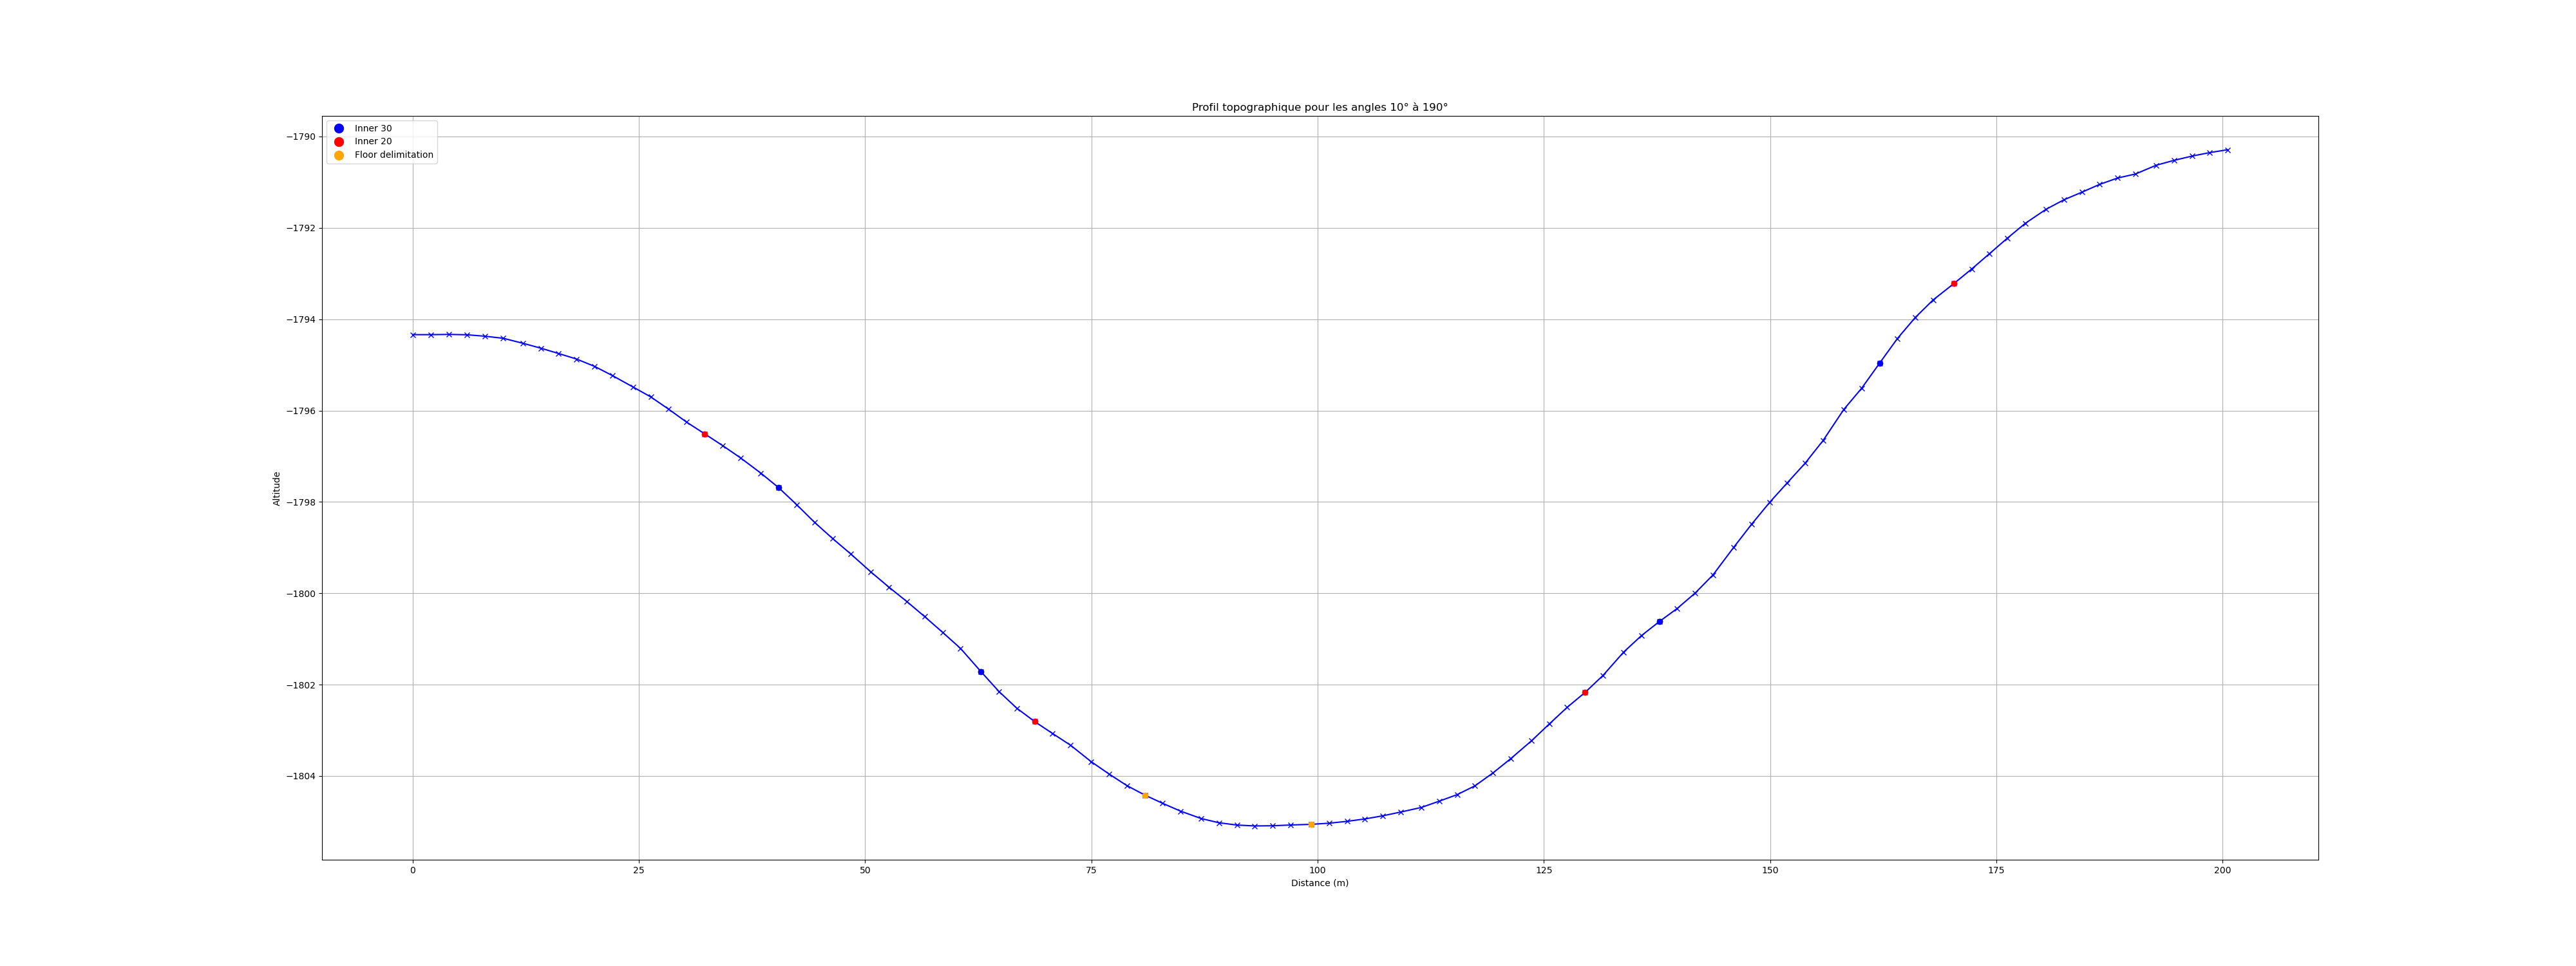 Profil topographique pour les angles 10° à 190°
Inner 30
Inner 20
Floor delimitation
Altitude
−1790
−1792
−1794
−1796
−1798
−1800
−1802
−1804
0
25
50
75
100
125
150
175
200
Distance (m)